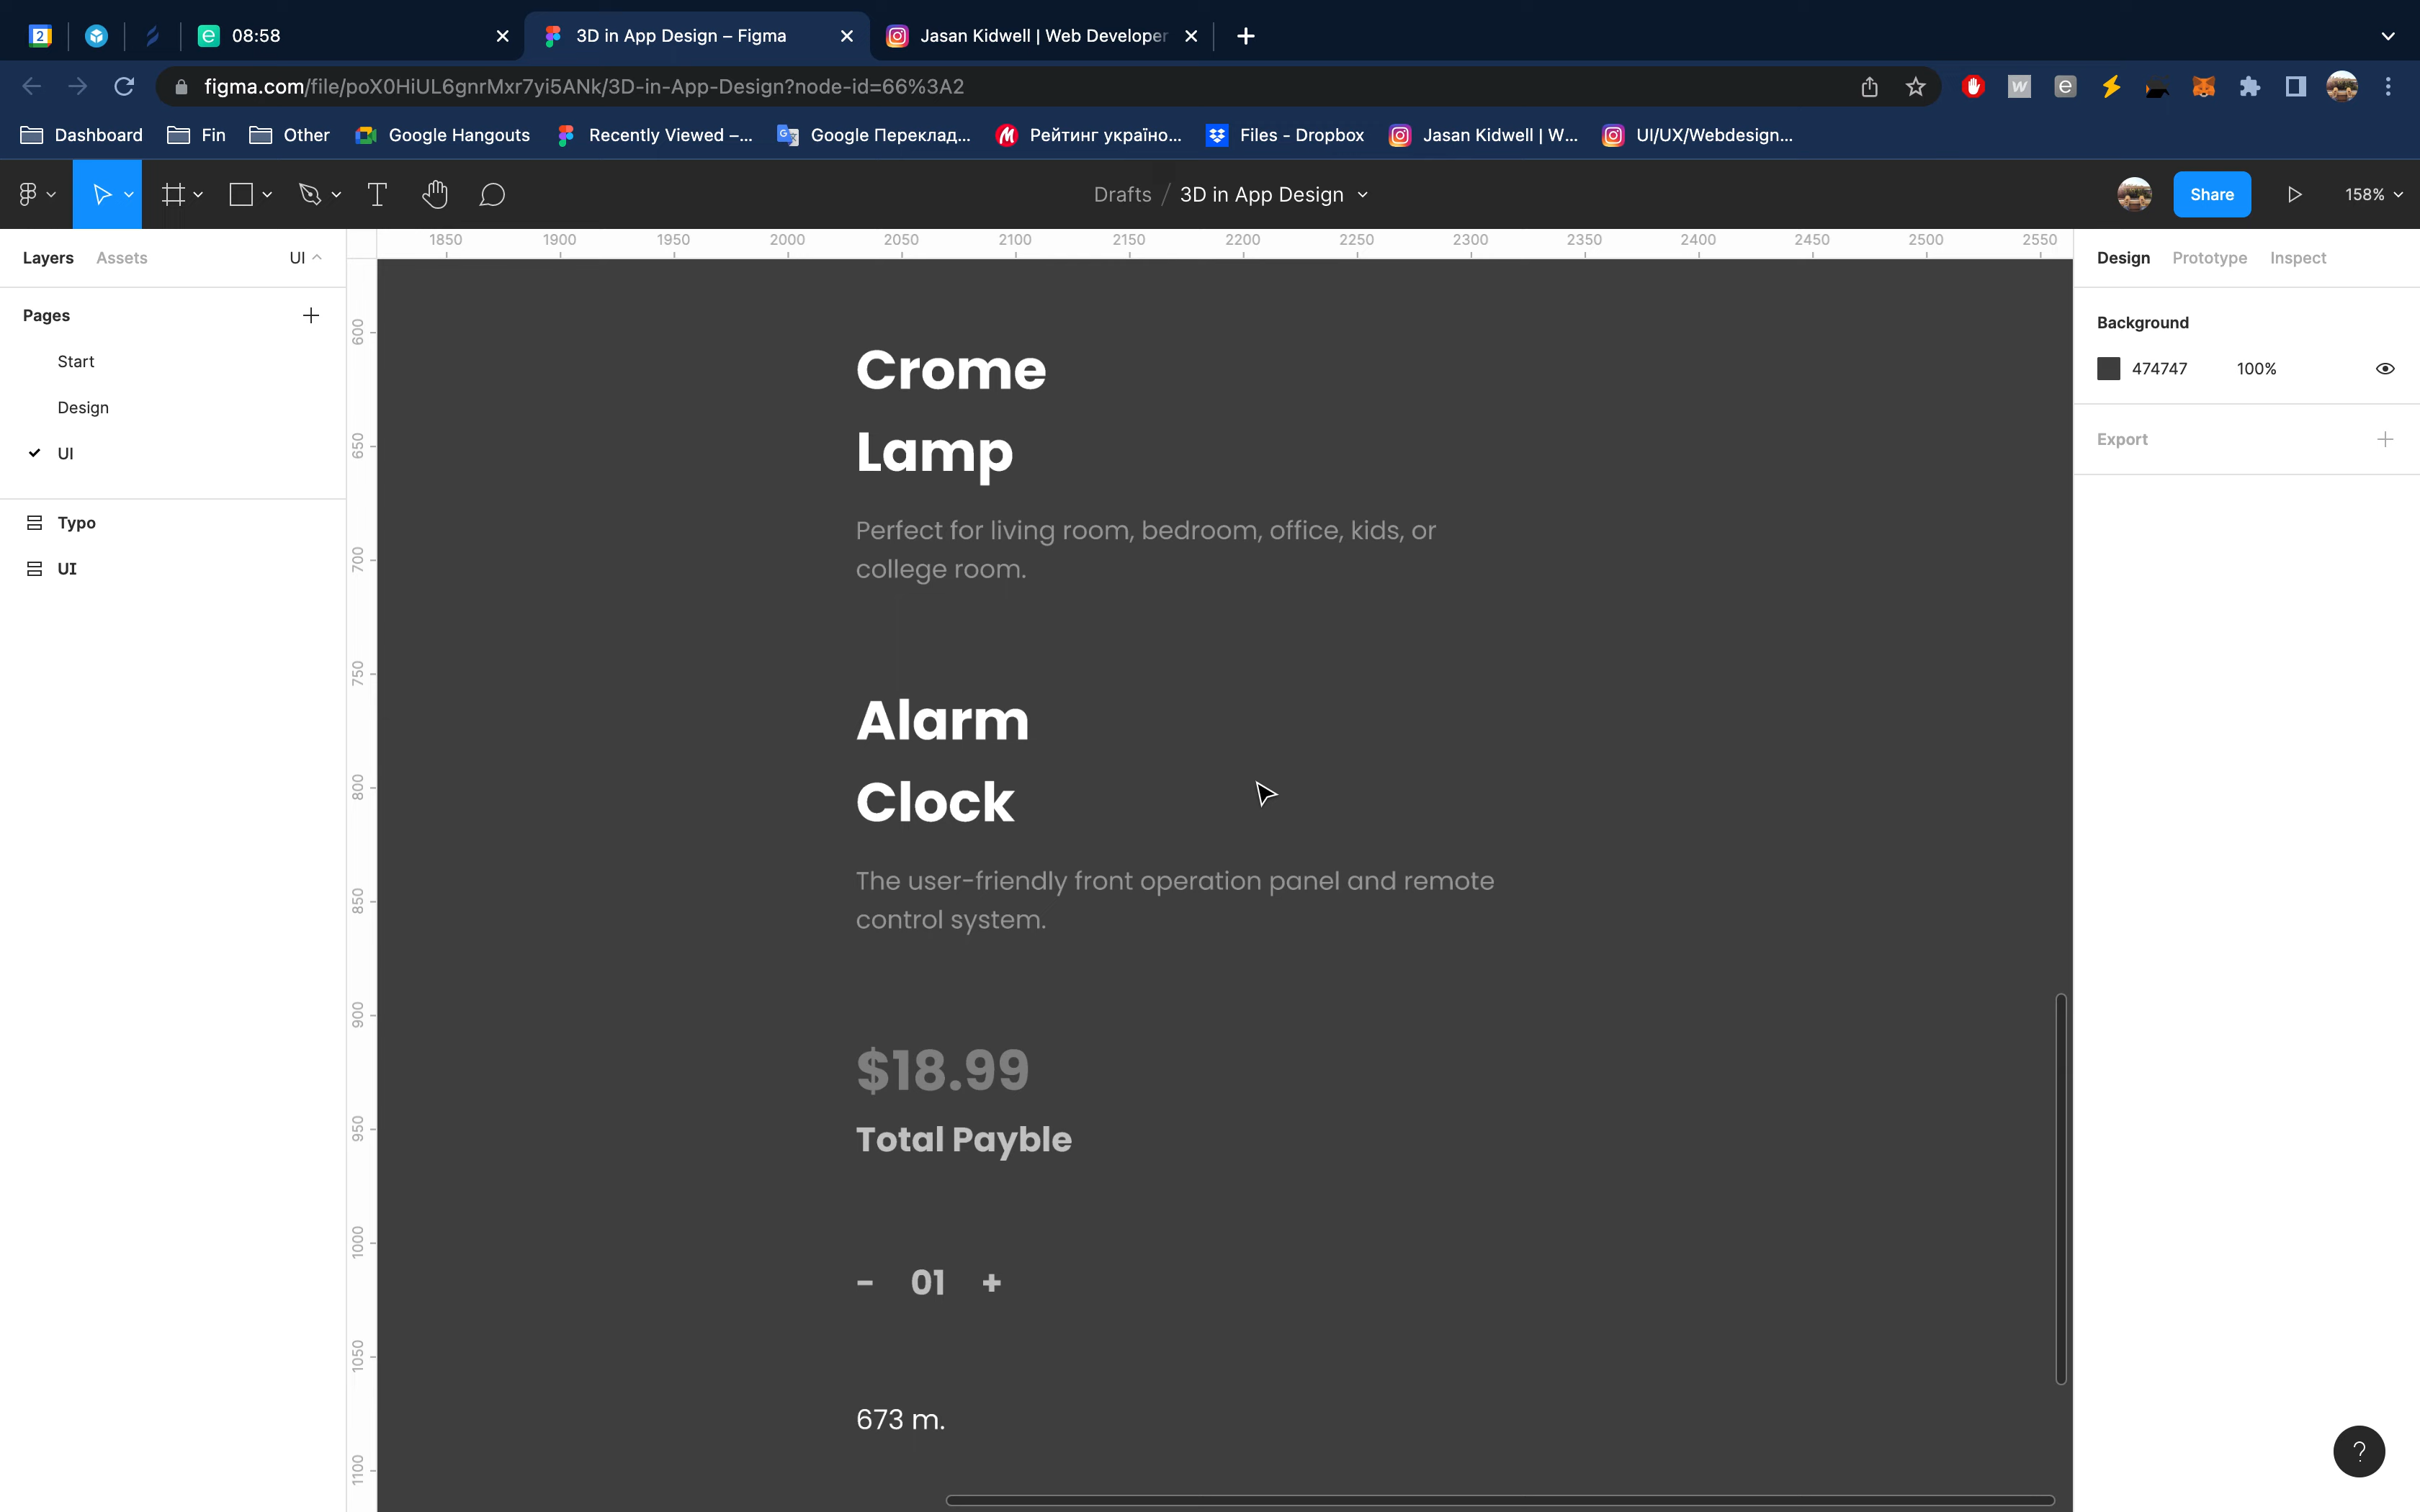 2
08:58
3D in App Design – Figma
Jasan Kidwell | Web Developer
figma.com/file/poX0HiUL6gnrMxr7yi5ANk/3D-in-App-Design?node-id=66%3A2
Dashboard
Fin
Other
Google Hangouts
Recently Viewed –...
Google Переклад...
Рейтинг україно...
Files - Dropbox
Jasan Kidwell | W...
UI/UX/Webdesign...
Drafts / 3D in App Design
Share
158%
Layers
Assets
UI
1850 1900 1950 2000 2050 2100 2150 2200 2250 2300 2350 2400 2450 2500 2550
Design
Prototype
Inspect
Pages
Start
Design
UI
Typo
UI
600
650
700
750
800
850
900
950
1000
1050
1100
Crome
Lamp
Perfect for living room, bedroom, office, kids, or
college room.
Alarm
Clock
The user-friendly front operation panel and remote
control system.
$18.99
Total Payble
- 01 +
673 m.
Background
474747 100%
Export
?